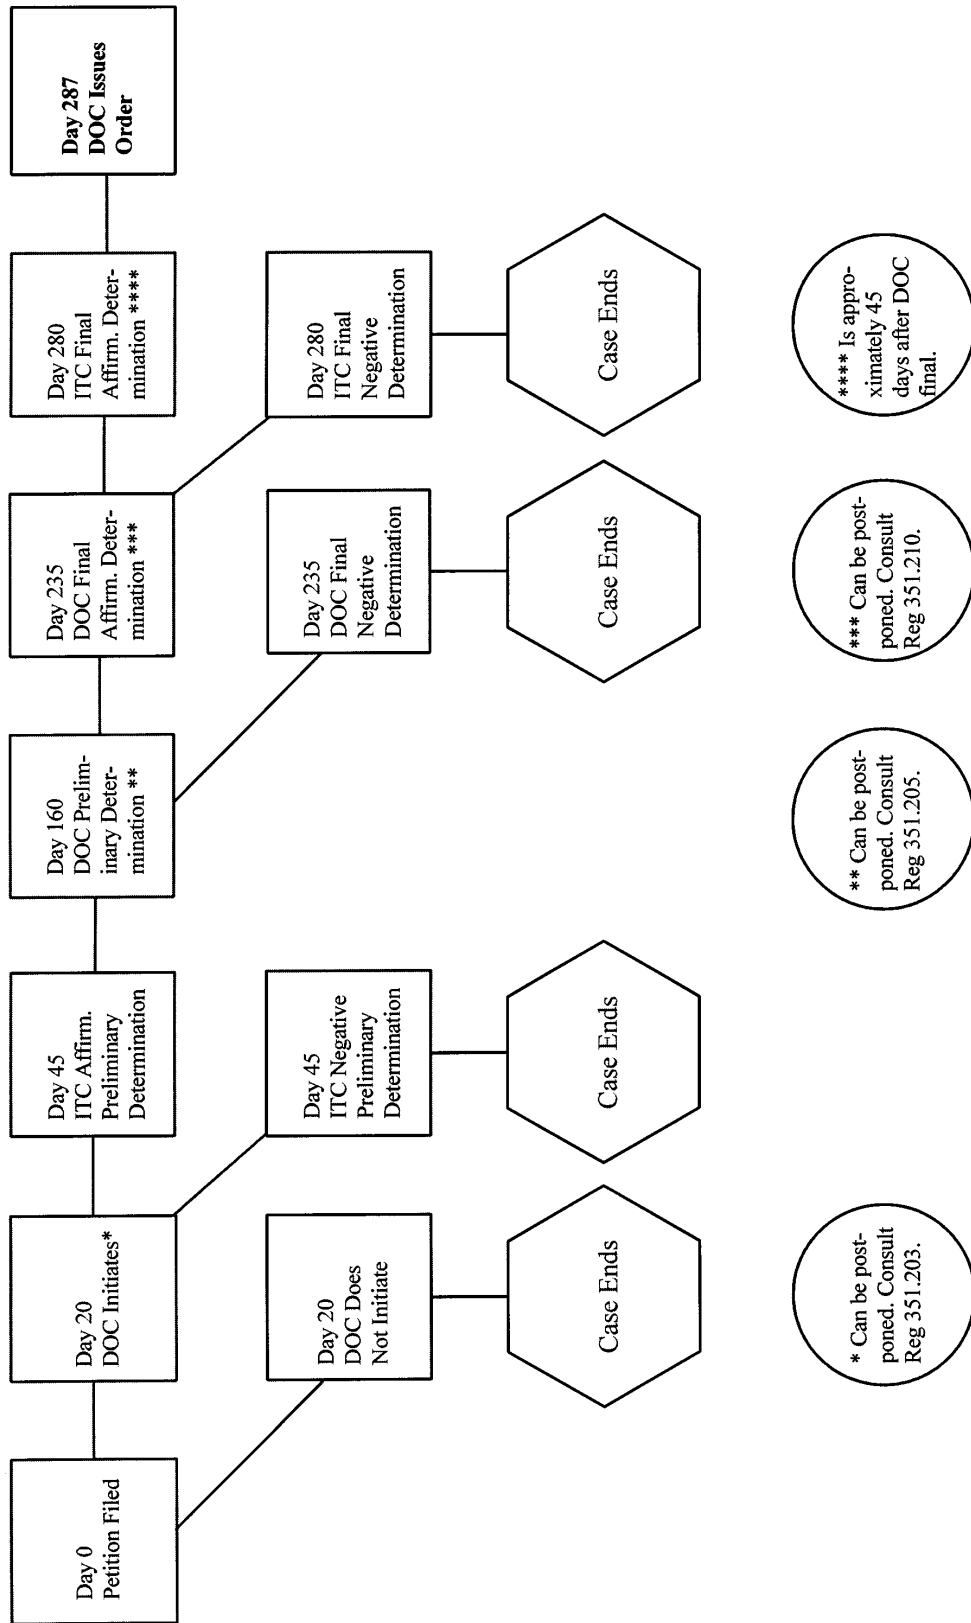 Day 0
Petition Filed
Day 20
DOC Initiates*
Day 45
ITC Affirm.
Preliminary
Determination
Day 160
DOC Prelim-
inary Deter-
mination **
Day 235
DOC Final
Affirm. Deter-
mination ***
Day 280
ITC Final
Affirm. Deter-
mination ****
Day 287
DOC Issues
Order
Day 20
DOC Does
Not Initiate
Day 45
ITC Negative
Preliminary
Determination
Day 235
DOC Final
Negative
Determination
Day 280
ITC Final
Negative
Determination
Case Ends
Case Ends
Case Ends
Case Ends
* Can be post-
poned. Consult
Reg 351.203.
** Can be post-
poned. Consult
Reg 351.205.
*** Can be post-
poned. Consult
Reg 351.210.
**** Is appro-
ximately 45
days after DOC
final.